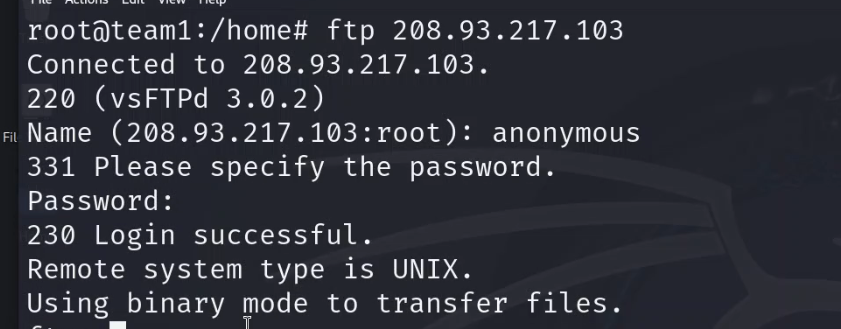 File Actions Edit View Help
root@team1:/home# ftp 208.93.217.103
Connected to 208.93.217.103.
220 (vsFTPd 3.0.2)
Name (208.93.217.103:root): anonymous
Fil
331 Please specify the password.
Password:
230 Login successful.
Remote system type is UNIX.
Using binary mode to transfer files.